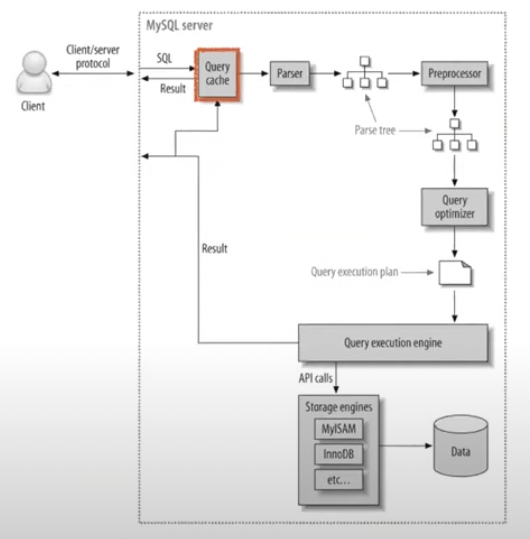 MySQL server
Client/server
protocol
SQL
Result
Query
cache
Parser
Preprocessor
Client
Parse tree
Query
optimizer
Result
Query execution plan
Query execution engine
API calls
Storage engines
MyISAM
InnoDB
etc...
Data